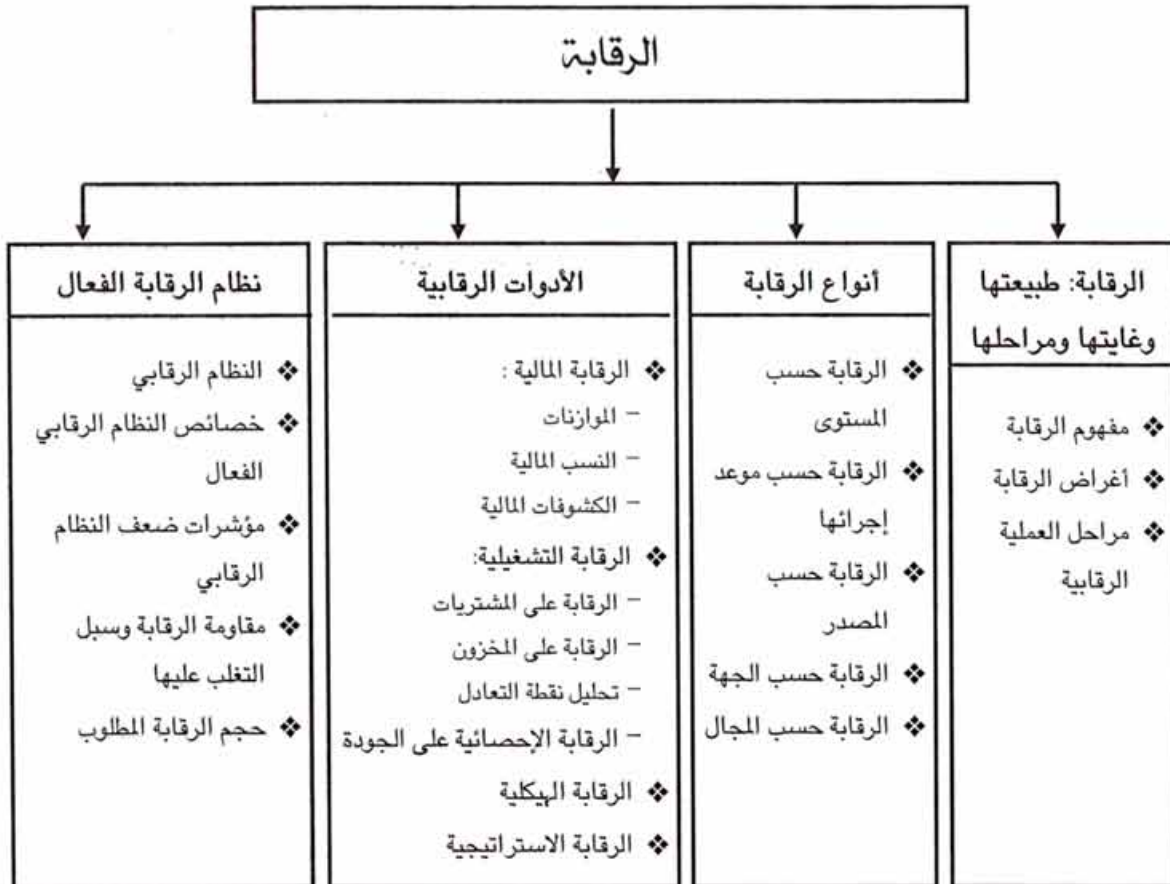 الرقابة
الرقابة: طبيعتها
وغايتها ومراحلها
❖ مفهوم الرقابة
❖ أغراض الرقابة
❖ مراحل العملية
الرقابية
أنواع الرقابة
❖ الرقابة حسب
المستوى
❖ الرقابة حسب موعد
إجرائها
❖ الرقابة حسب
المصدر
❖ الرقابة حسب الجهة
❖ الرقابة حسب المجال
الأدوات الرقابية
❖ الرقابة المالية :
– الموازنات
– النسب المالية
– الكشوفات المالية
❖ الرقابة التشغيلية:
– الرقابة على المشتريات
– الرقابة على المخزون
– تحليل نقطة التعادل
– الرقابة الإحصائية على الجودة
❖ الرقابة الهيكلية
❖ الرقابة الاستراتيجية
نظام الرقابة الفعال
❖ النظام الرقابي
❖ خصائص النظام الرقابي
الفعال
❖ مؤشرات ضعف النظام
الرقابي
❖ مقاومة الرقابة وسبل
التغلب عليها
❖ حجم الرقابة المطلوب